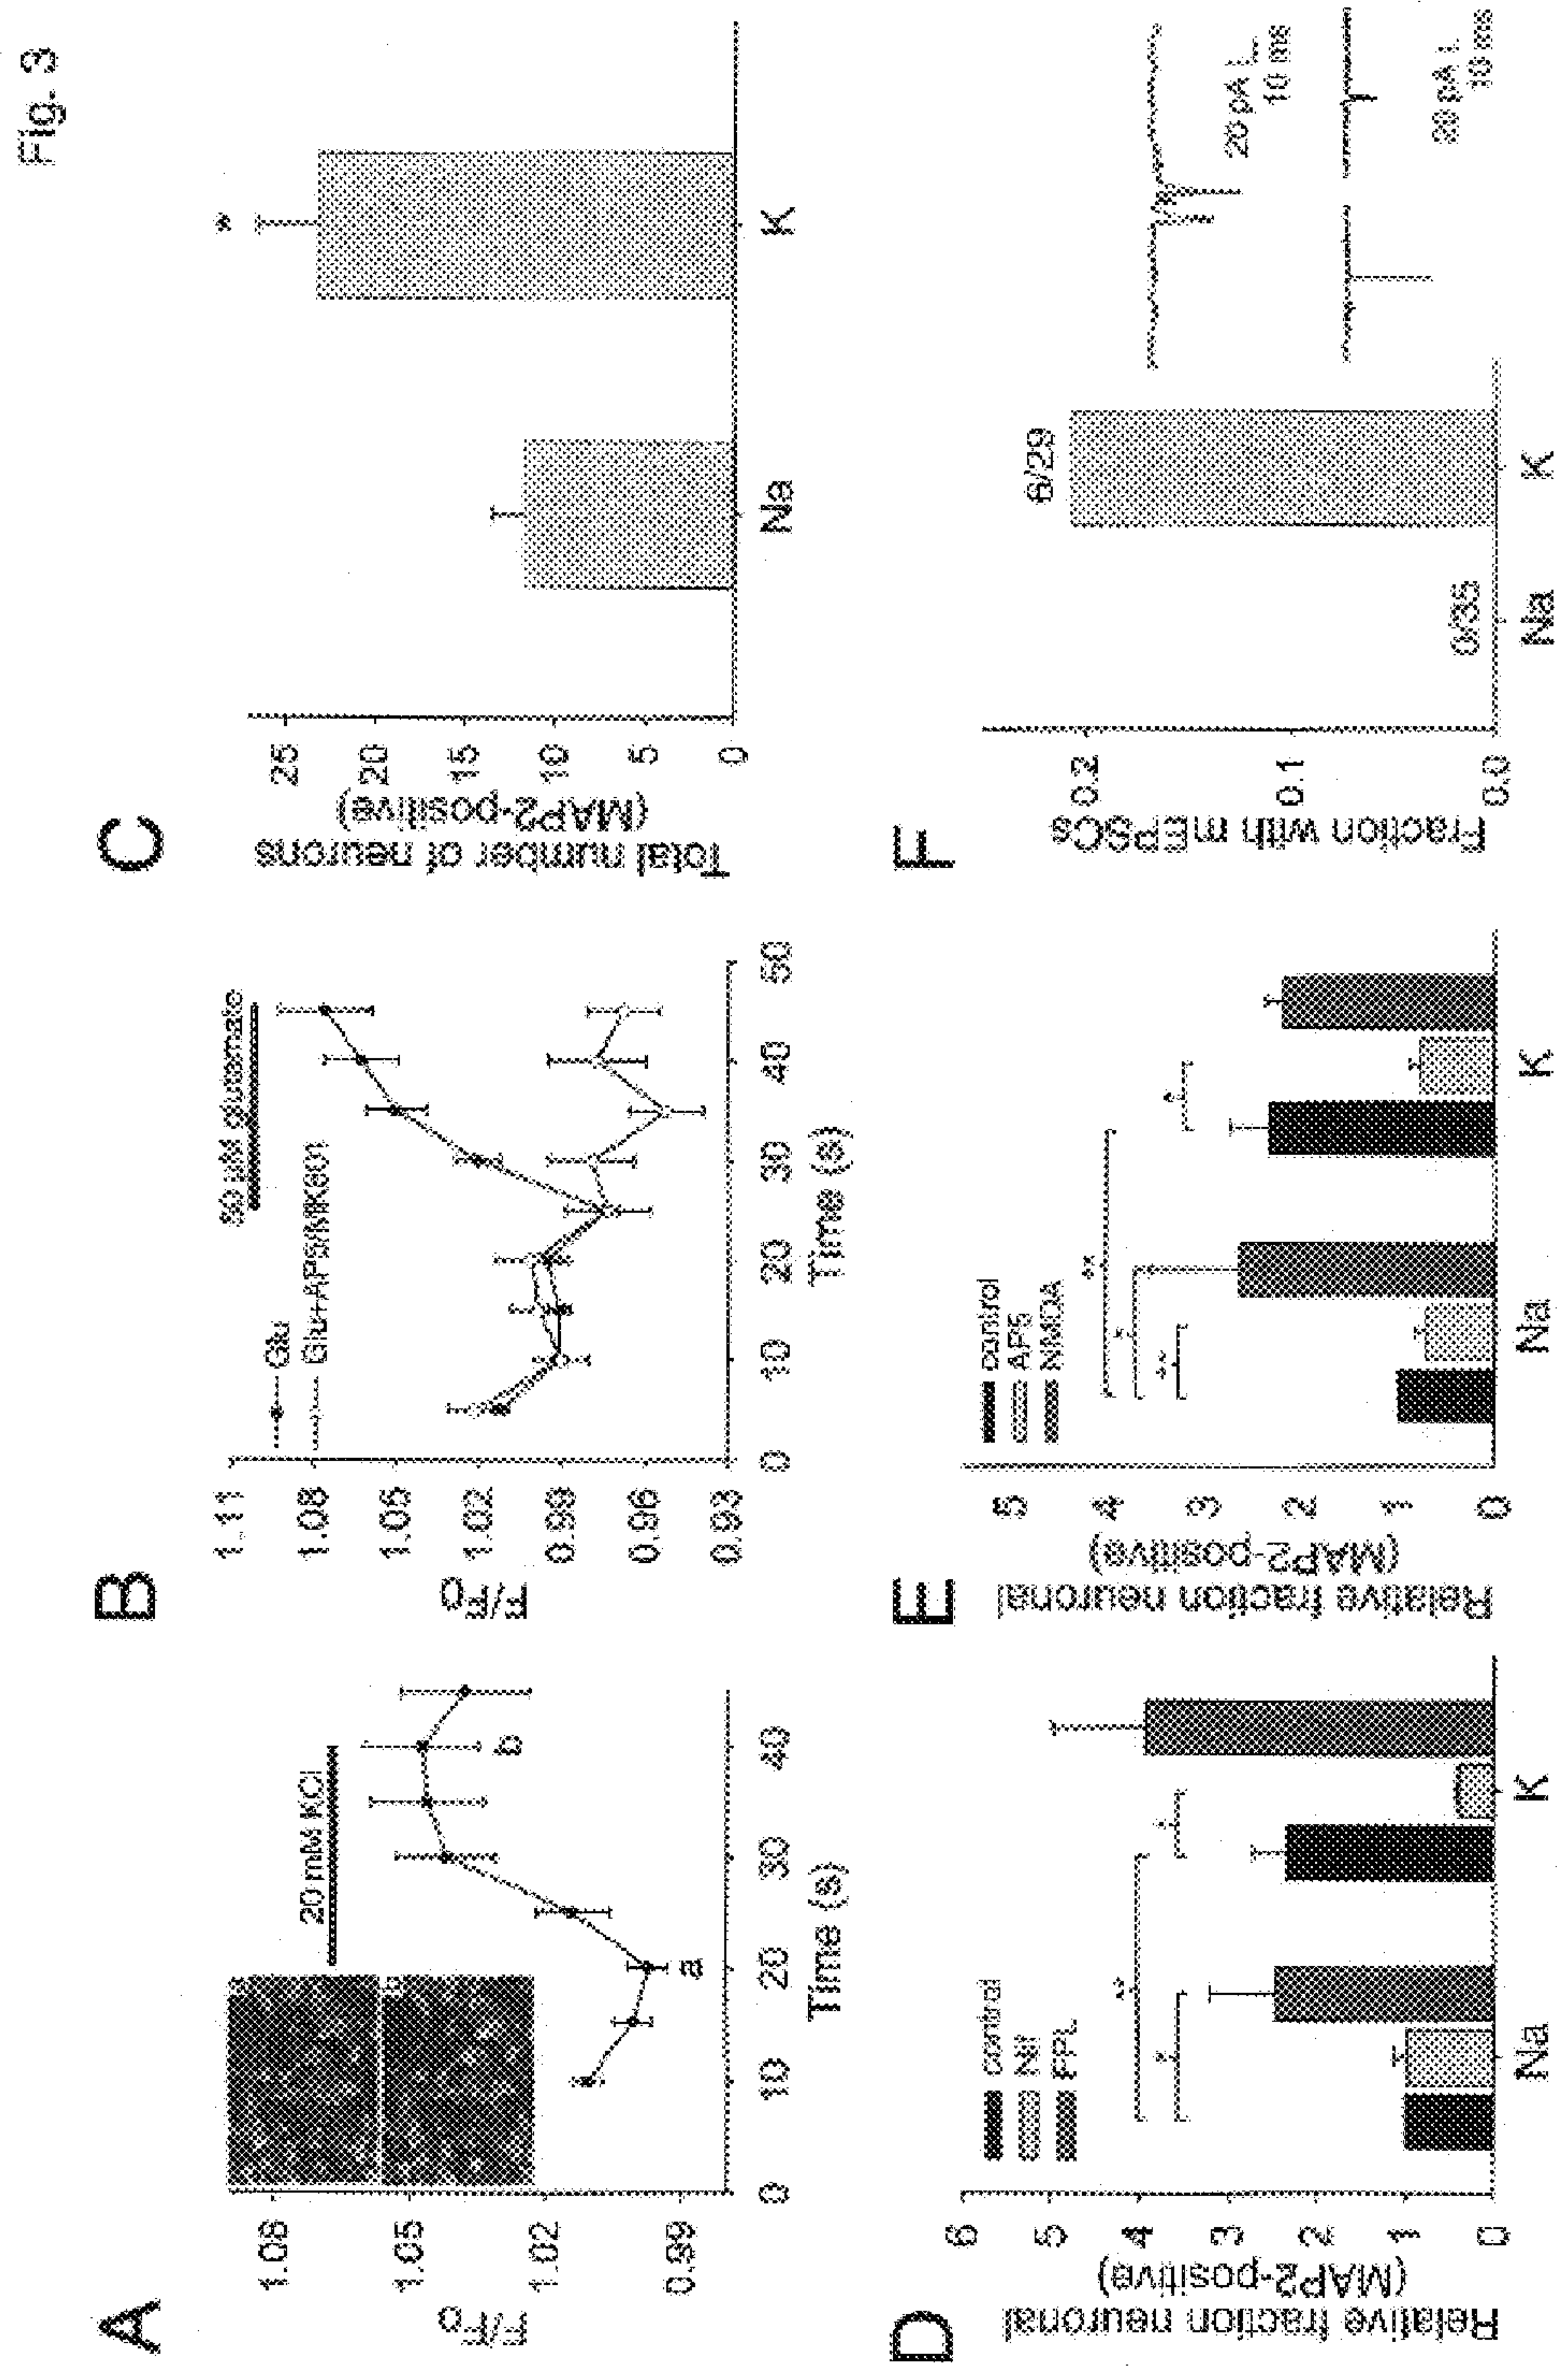 Fig. 3
A
F/F0
1.08
1.05
1.02
0.99
20 mM KCl
a
b
0
10
20
30
40
Time (s)
B
F/F0
1.11
1.08
1.05
1.02
0.99
0.96
0.93
Glu
Glu+AP5/MK801
50 µM glutamate
0
10
20
30
40
50
Time (s)
C
Total number of neurons
(MAP2-positive)
25
20
15
10
5
0
*
Na
K
D
Relative fraction neuronal
(MAP2-positive)
6
5
4
3
2
1
0
control
Nif
FPL
*
**
*
Na
K
E
Relative fraction neuronal
(MAP2-positive)
5
4
3
2
1
0
control
AP5
NMDA
**
*
**
*
Na
K
F
Fraction with mEPSCs
0.2
0.1
0.0
0/35
6/29
20 pA
10 ms
20 pA
10 ms
Na
K